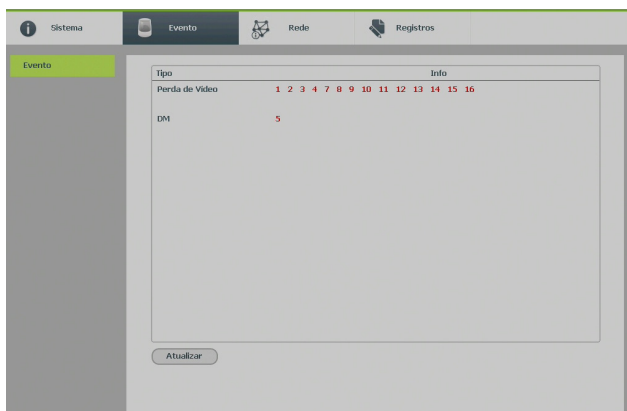 Sistema Evento Rede Registros
Evento
Tipo Info
Perda de Vídeo 1 2 3 4 7 8 9 10 11 12 13 14 15 16
DM 5
Atualizar